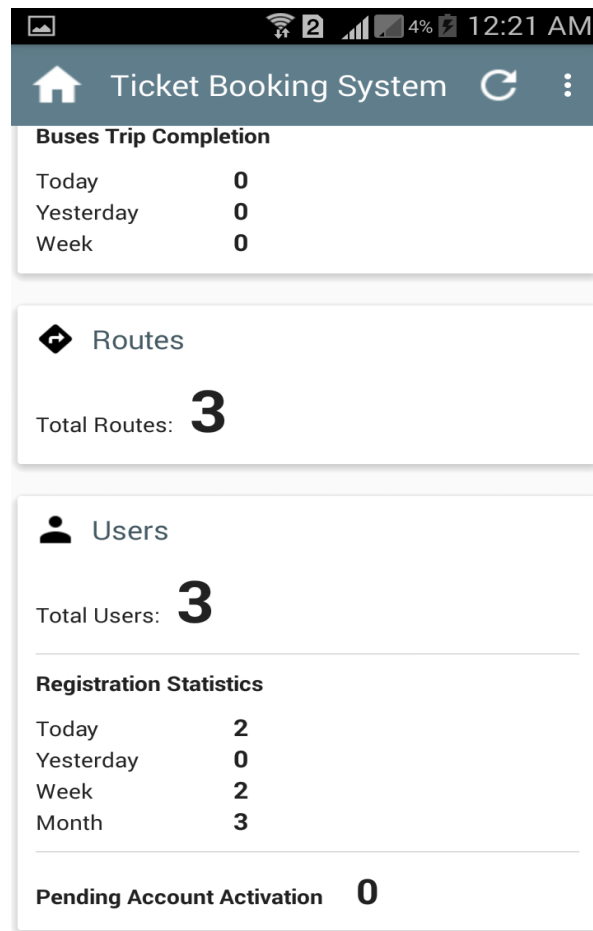 2 4% 12:21 AM
Ticket Booking System
Buses Trip Completion
Today 0
Yesterday 0
Week 0
Routes
Total Routes: 3
Users
Total Users: 3
Registration Statistics
Today 2
Yesterday 0
Week 2
Month 3
Pending Account Activation 0